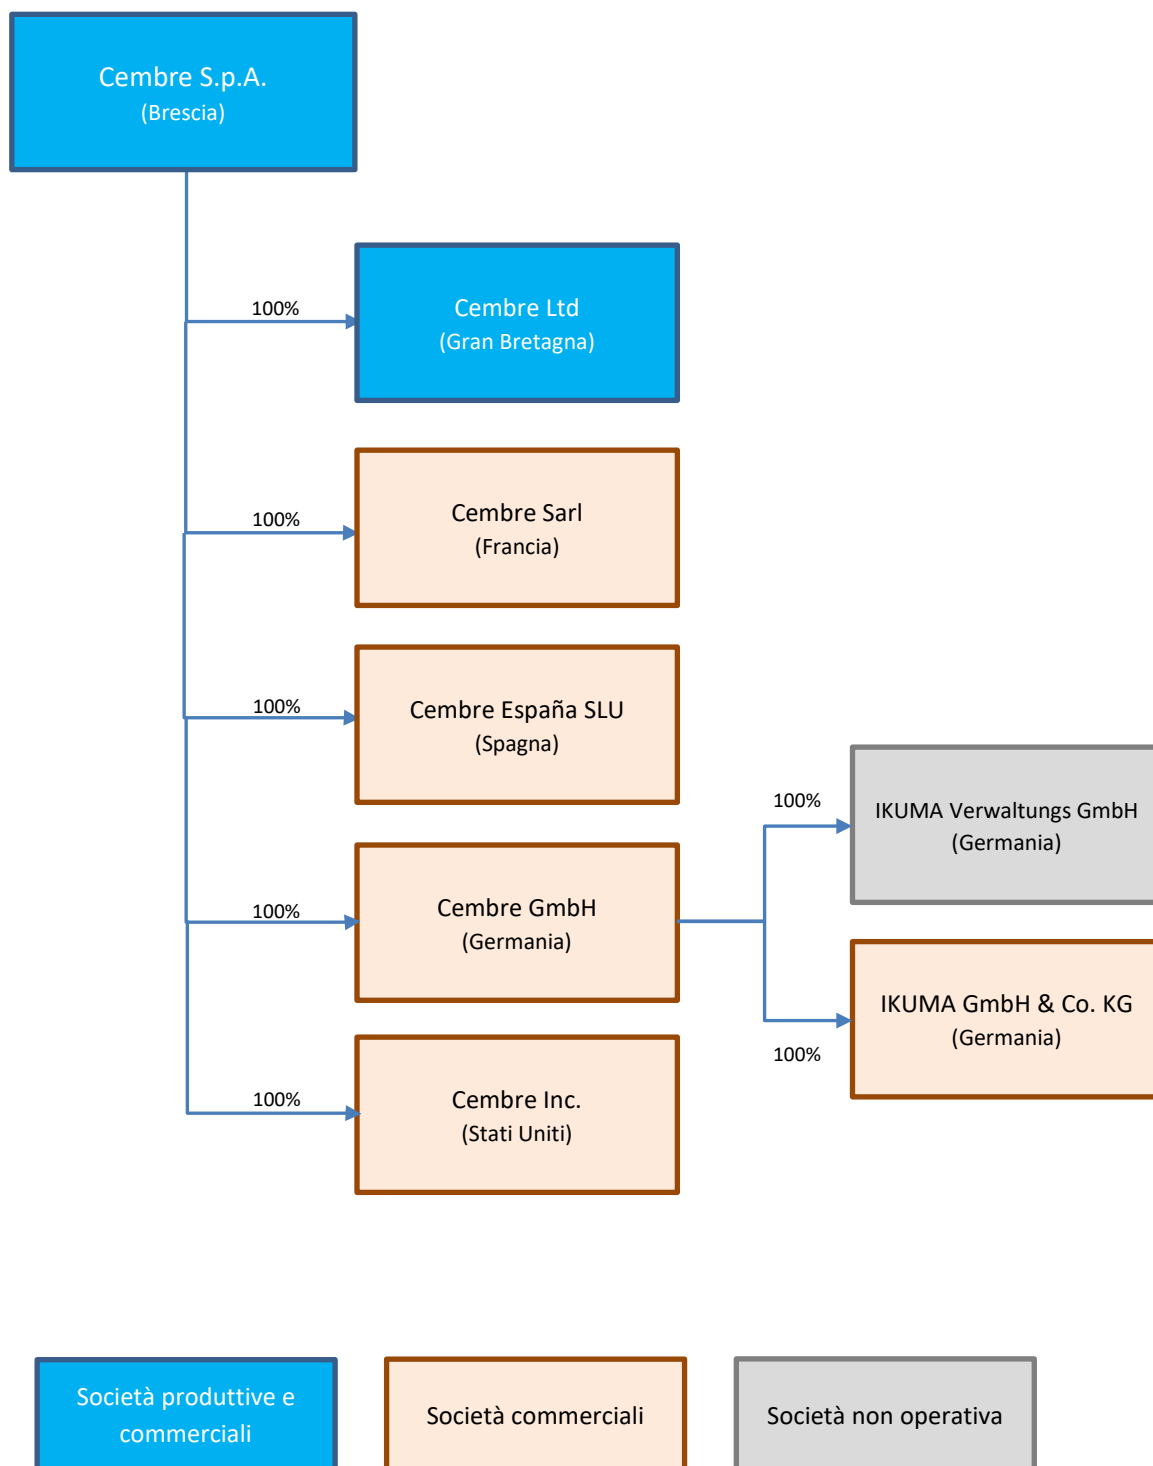 Cembre S.p.A.
(Brescia)
100%
Cembre Ltd
(Gran Bretagna)
100%
Cembre Sarl
(Francia)
100%
Cembre España SLU
(Spagna)
100%
IKUMA Verwaltungs GmbH
(Germania)
100%
Cembre GmbH
(Germania)
100%
IKUMA GmbH & Co. KG
(Germania)
100%
Cembre Inc.
(Stati Uniti)
Società produttive e
commerciali
Società commerciali
Società non operativa